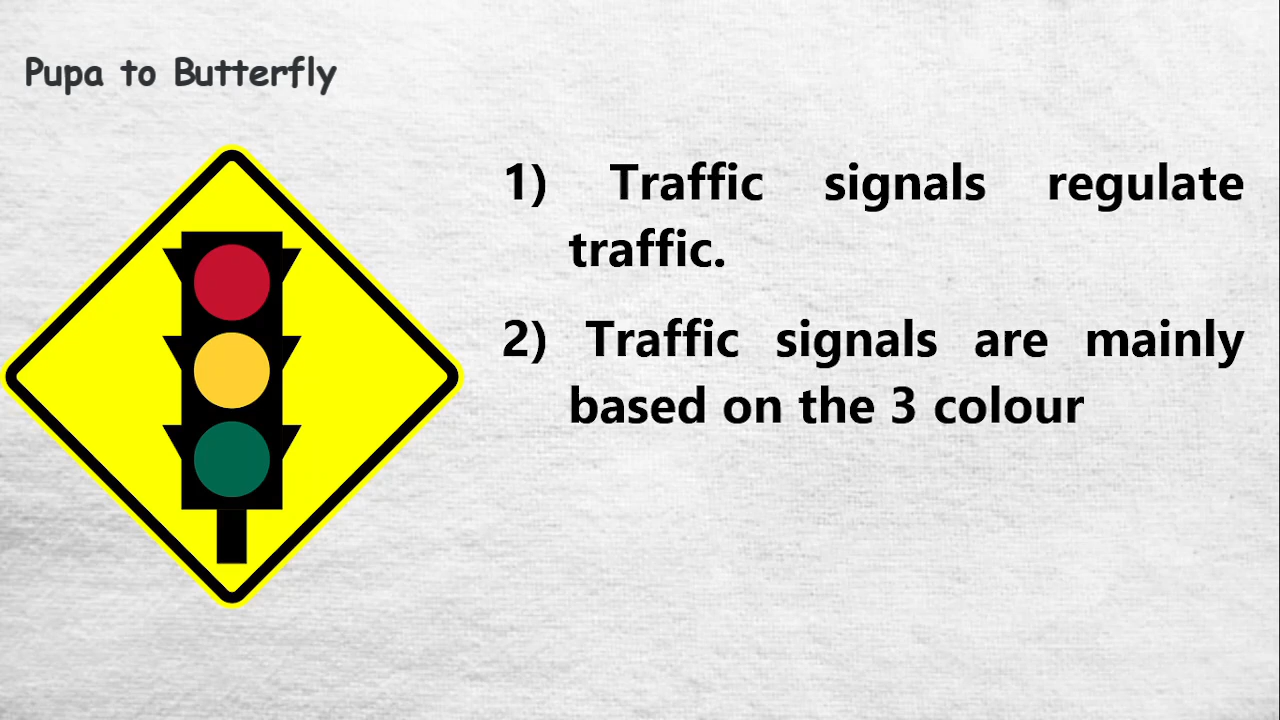 Pupa to Butterfly
1) Traffic signals regulate
traffic.
2) Traffic signals are mainly
based on the 3 colour